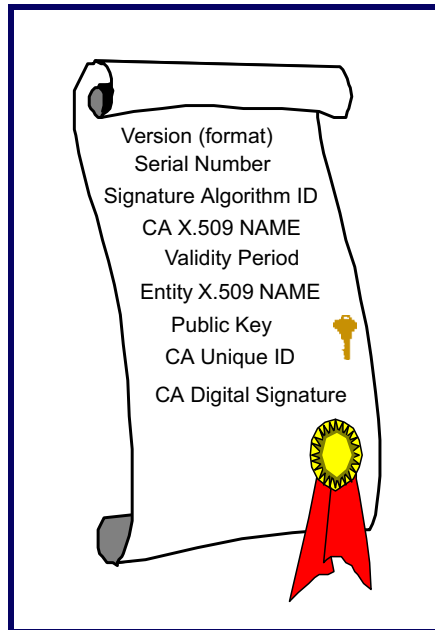 Version (format)
Serial Number
Signature Algorithm ID
CA X.509 NAME
Validity Period
Entity X.509 NAME
Public Key
CA Unique ID
CA Digital Signature